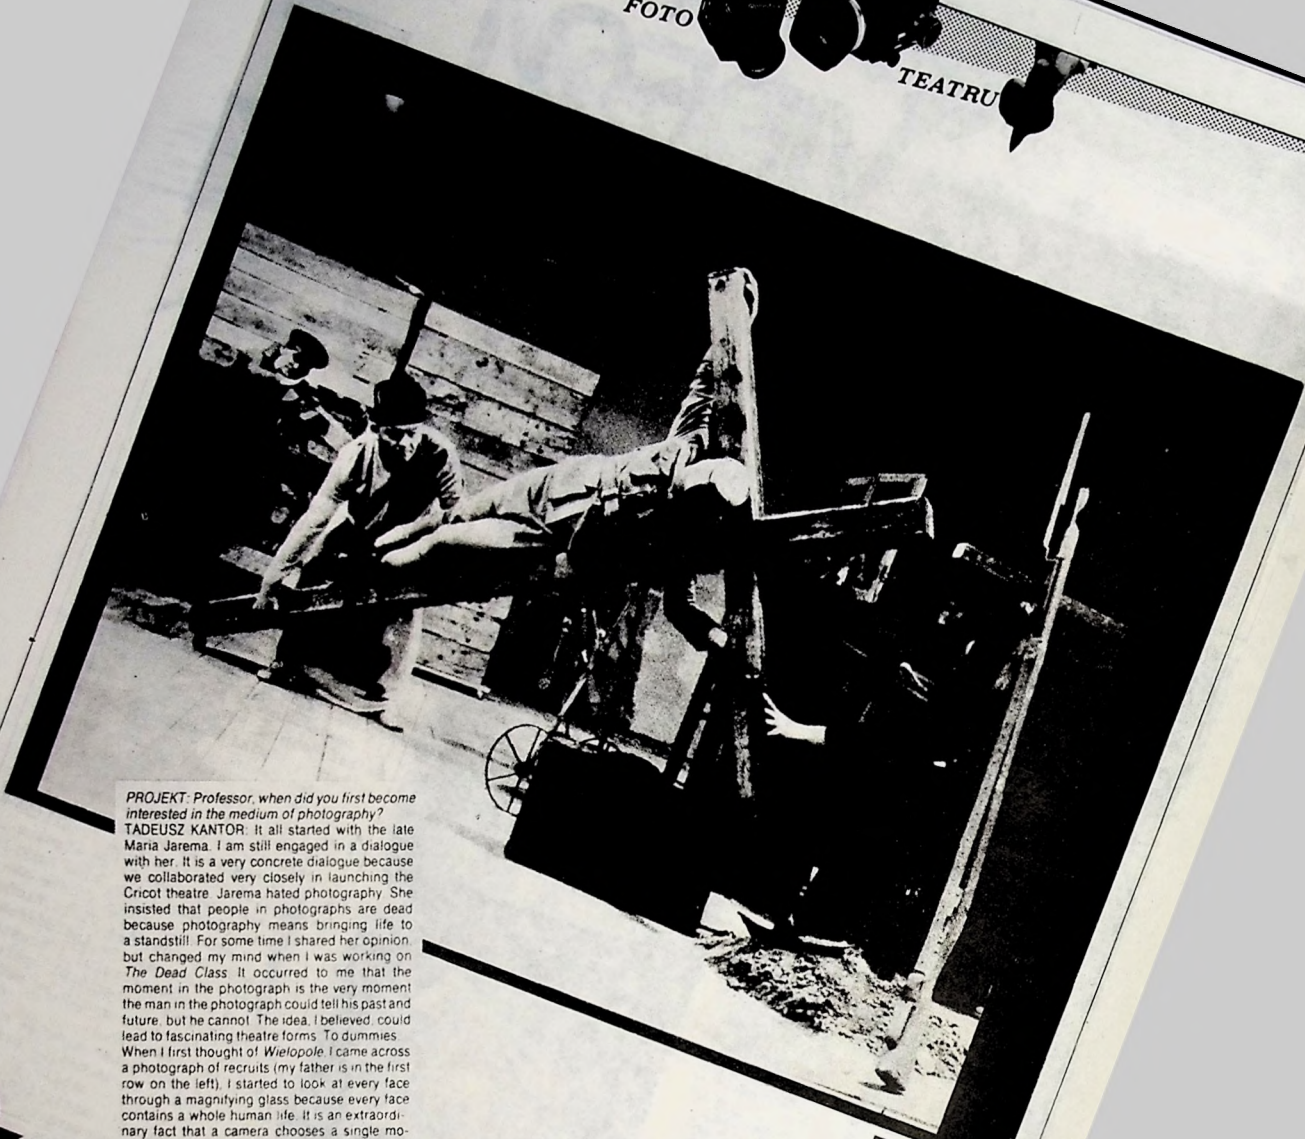 FOTO
TEATRU
PROJEKT: Professor, when did you first become
interested in the medium of photography?
TADEUSZ KANTOR: It all started with the late
Maria Jarema. I am still engaged in a dialogue
with her. It is a very concrete dialogue because
we collaborated very closely in launching the
Cricot theatre. Jarema hated photography. She
insisted that people in photographs are dead
because photography means bringing life to
a standstill. For some time I shared her opinion,
but changed my mind when I was working on
The Dead Class. It occurred to me that the
moment in the photograph is the very moment
the man in the photograph could tell his past and
future, but he cannot. The idea, I believed, could
lead to fascinating theatre forms. To dummies.
When I first thought of Wielopole, I came across
a photograph of recruits (my father is in the first
row on the left), I started to look at every face
through a magnifying glass because every face
contains a whole human life. It is an extraordi-
nary fact that a camera chooses a single mo-